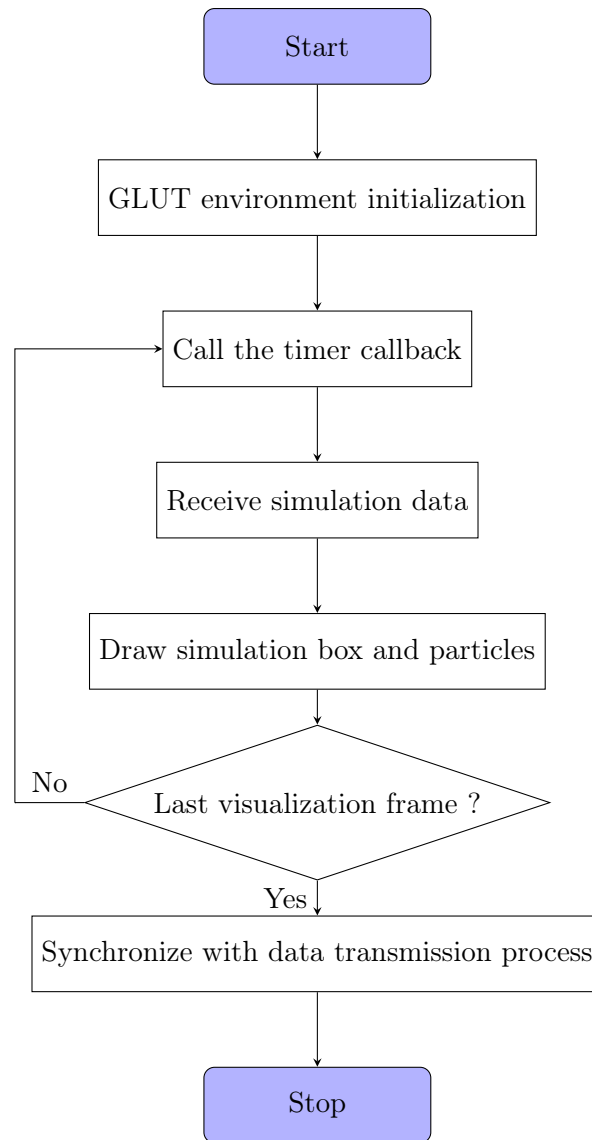 Start
GLUT environment initialization
Call the timer callback
Receive simulation data
Draw simulation box and particles
No
Last visualization frame ?
Yes
Synchronize with data transmission process
Stop